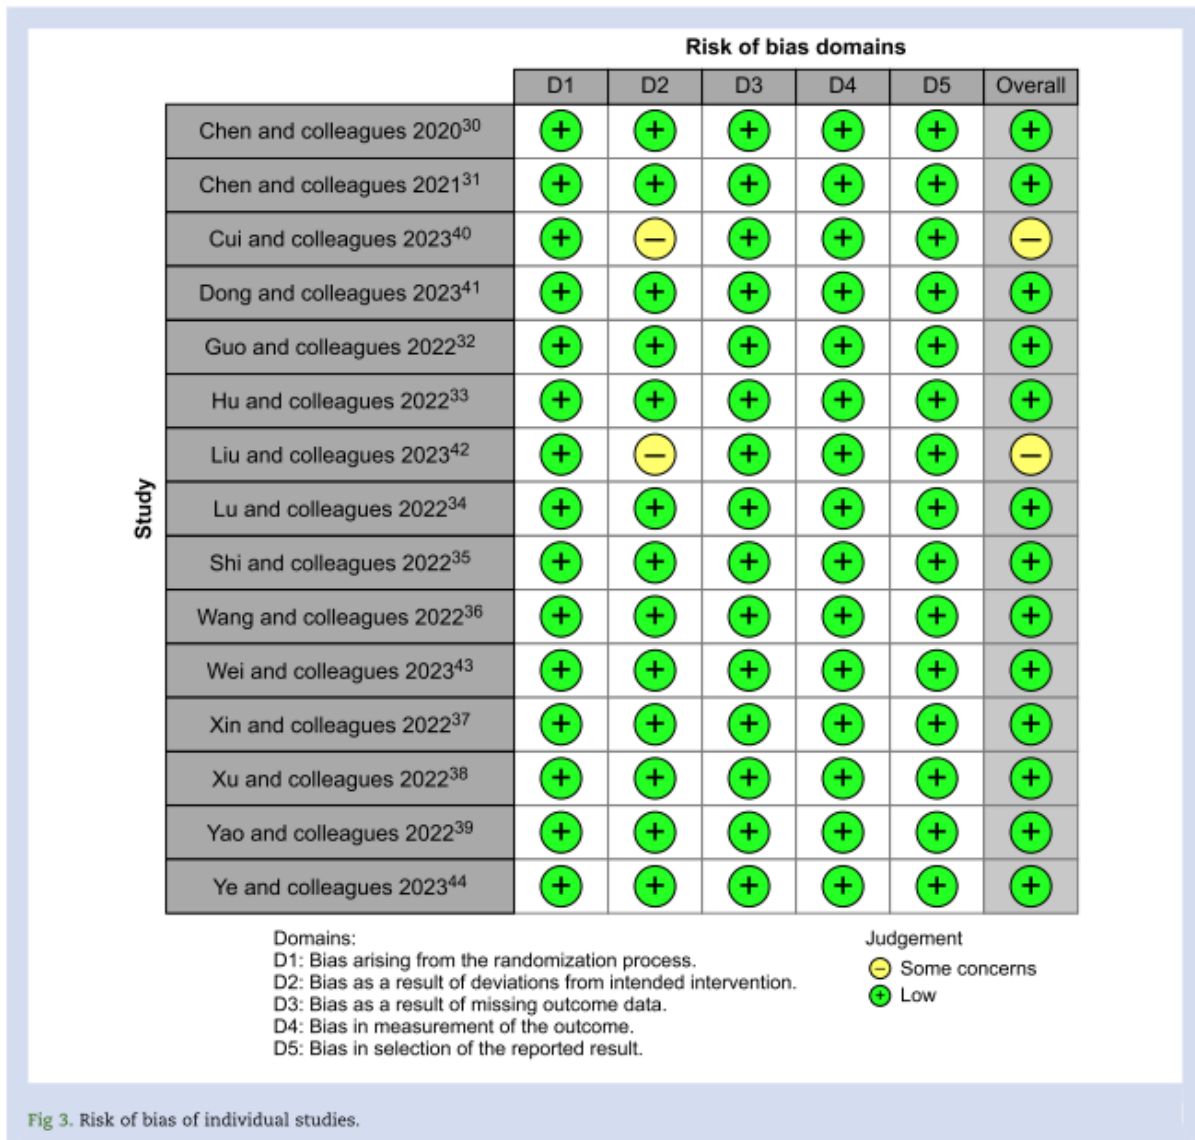 Risk of bias domains
D1 D2 D3 D4 D5 Overall
Study
Chen and colleagues 2020³⁰ + + + + + +
Chen and colleagues 2021³¹ + + + + + +
Cui and colleagues 2023⁴⁰ + − + + + −
Dong and colleagues 2023⁴¹ + + + + + +
Guo and colleagues 2022³² + + + + + +
Hu and colleagues 2022³³ + + + + + +
Liu and colleagues 2023⁴² + − + + + −
Lu and colleagues 2022³⁴ + + + + + +
Shi and colleagues 2022³⁵ + + + + + +
Wang and colleagues 2022³⁶ + + + + + +
Wei and colleagues 2023⁴³ + + + + + +
Xin and colleagues 2022³⁷ + + + + + +
Xu and colleagues 2022³⁸ + + + + + +
Yao and colleagues 2022³⁹ + + + + + +
Ye and colleagues 2023⁴⁴ + + + + + +
Domains:
D1: Bias arising from the randomization process.
D2: Bias as a result of deviations from intended intervention.
D3: Bias as a result of missing outcome data.
D4: Bias in measurement of the outcome.
D5: Bias in selection of the reported result.
Judgement
− Some concerns
+ Low
Fig 3. Risk of bias of individual studies.